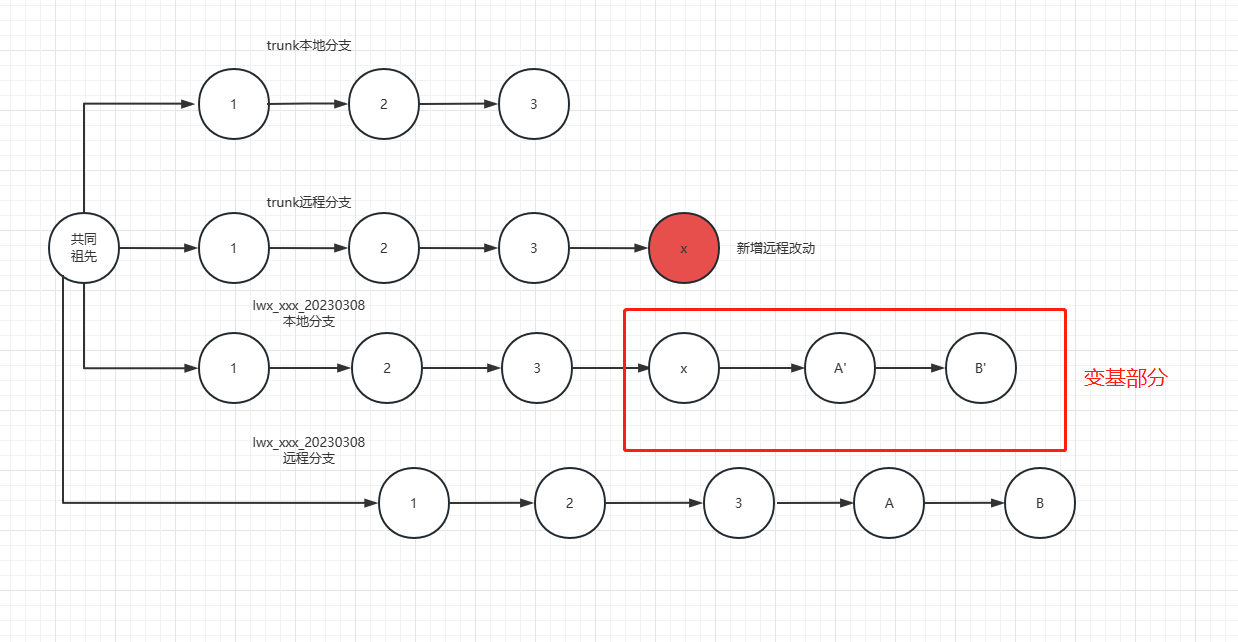 trunk本地分支
1
2
3
trunk远程分支
共同
祖先
1
2
3
x
新增远程改动
lwx_xxx_20230308
本地分支
1
2
3
x
A'
B'
变基部分
lwx_xxx_20230308
远程分支
1
2
3
A
B